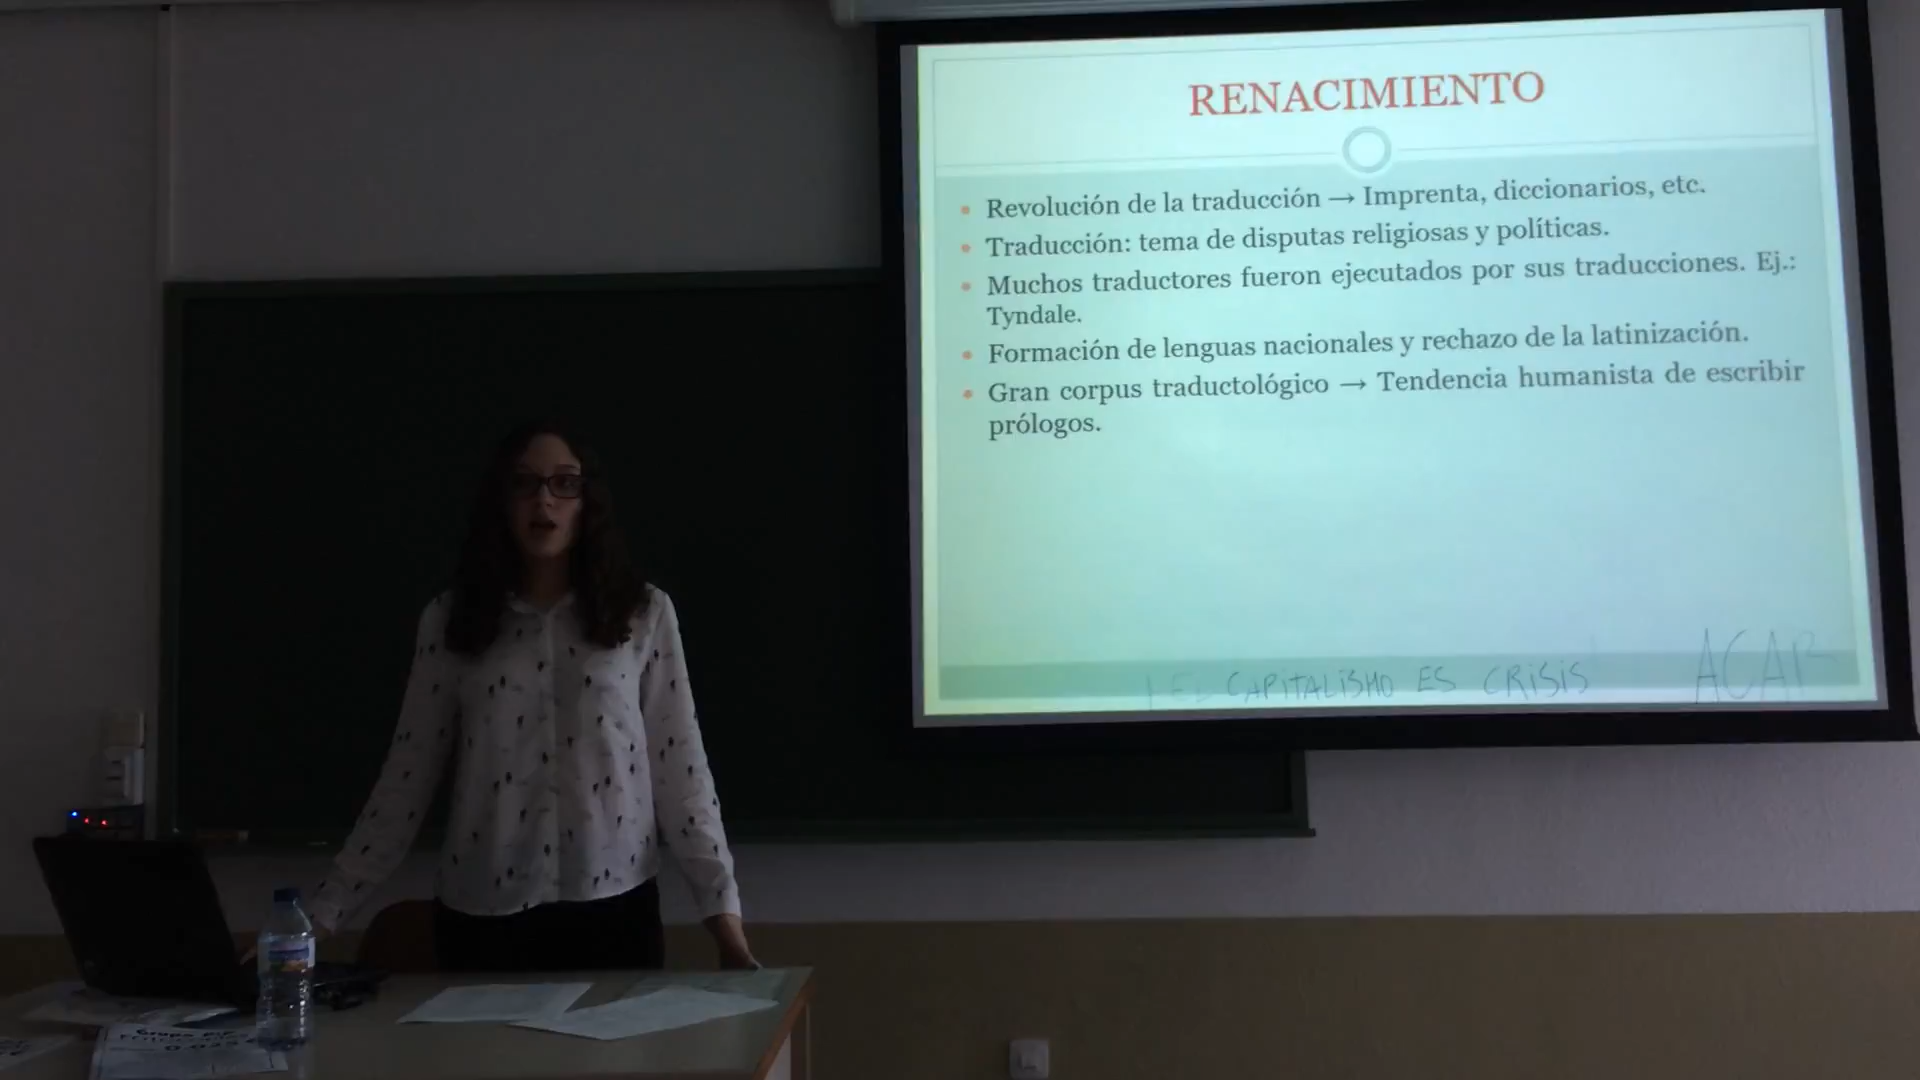 RENACIMIENTO
• Revolución de la traducción → Imprenta, diccionarios, etc.
• Traducción: tema de disputas religiosas y políticas.
• Muchos traductores fueron ejecutados por sus traducciones. Ej.:
Tyndale.
• Formación de lenguas nacionales y rechazo de la latinización.
• Gran corpus traductológico → Tendencia humanista de escribir
prólogos.
EL CAPITALISMO ES CRISIS